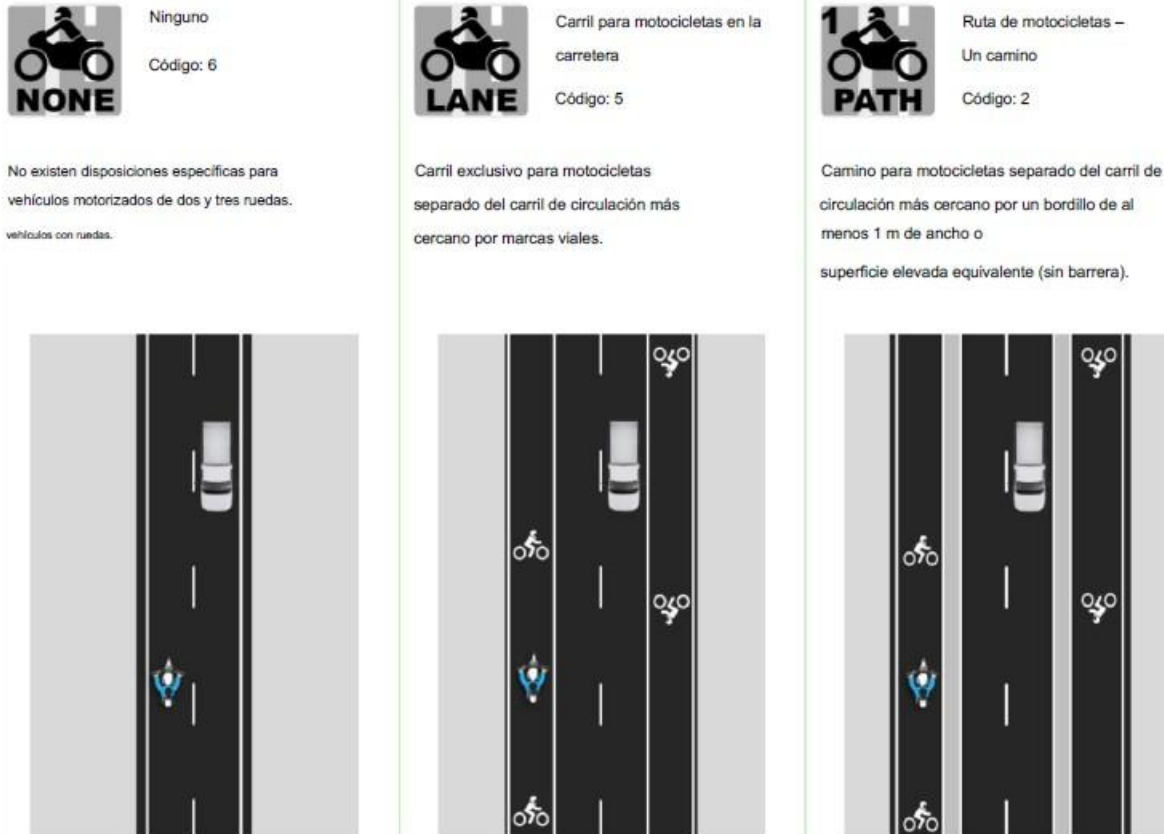 NONE
Ninguno
Código: 6
No existen disposiciones específicas para
vehículos motorizados de dos y tres ruedas.
vehículos con ruedas.
LANE
Carril para motocicletas en la
carretera
Código: 5
Carril exclusivo para motocicletas
separado del carril de circulación más
cercano por marcas viales.
1
PATH
Ruta de motocicletas –
Un camino
Código: 2
Camino para motocicletas separado del carril de
circulación más cercano por un bordillo de al
menos 1 m de ancho o
superficie elevada equivalente (sin barrera).